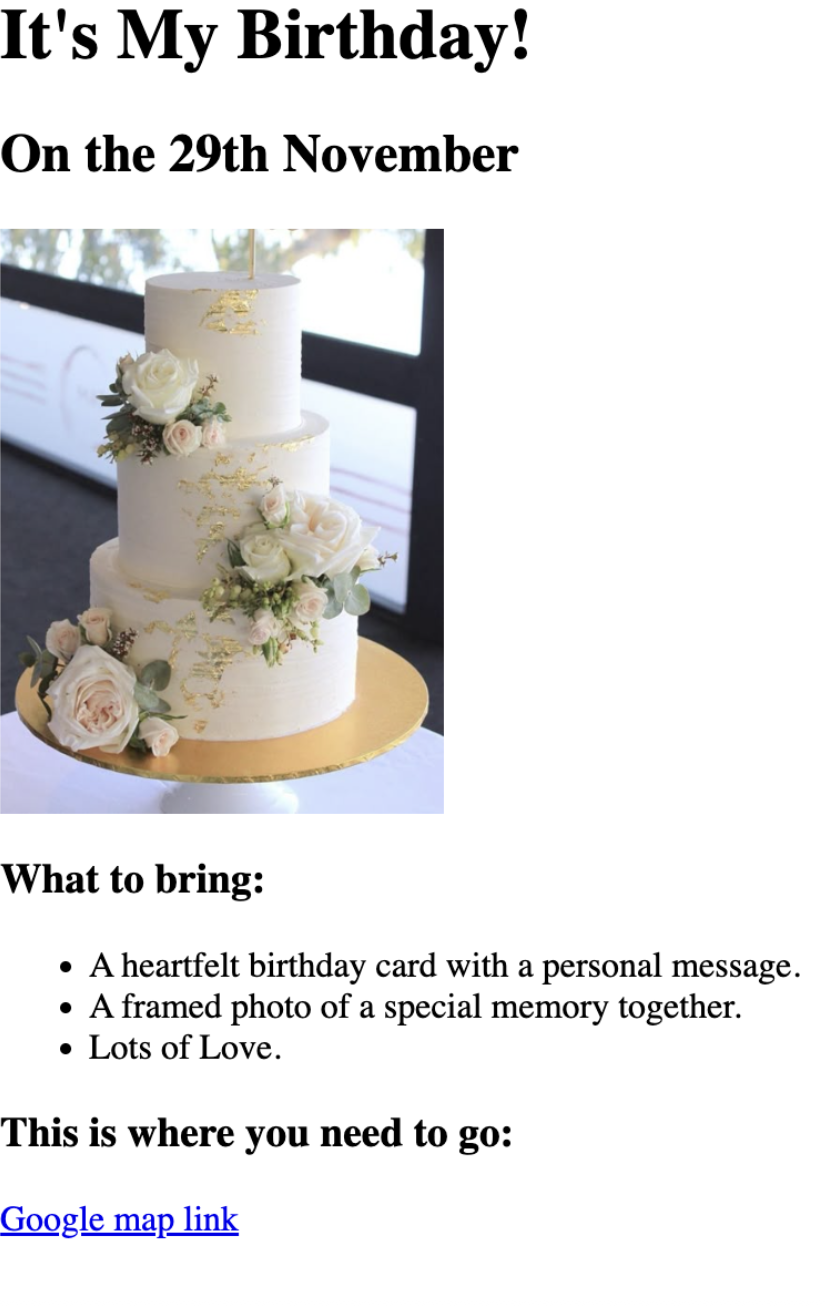 It's My Birthday!
On the 29th November
What to bring:
A heartfelt birthday card with a personal message.
A framed photo of a special memory together.
Lots of Love.
This is where you need to go:
Google map link